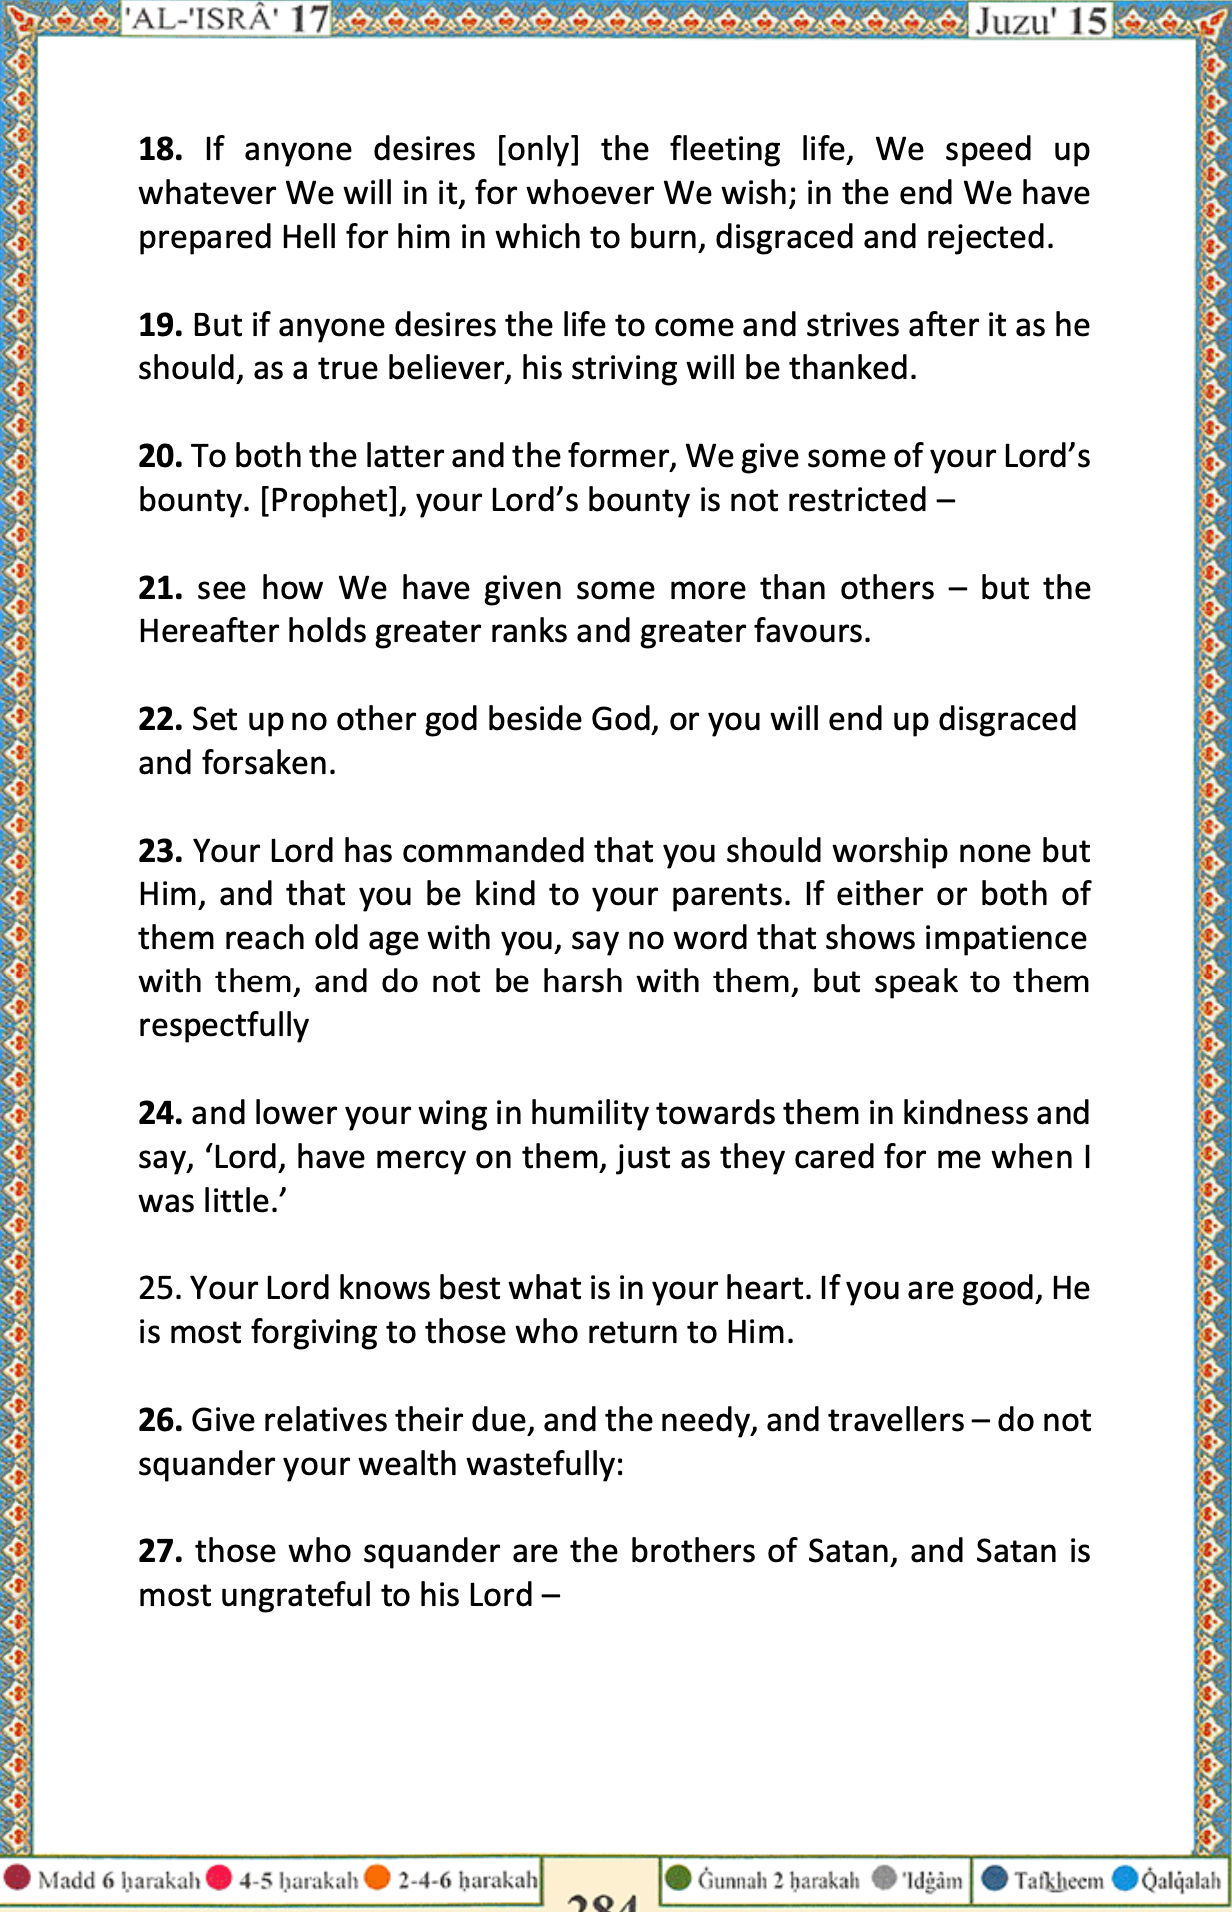 'AL-'ISRÂ' 17
Juzu' 15
18. If anyone desires [only] the fleeting life, We speed up
whatever We will in it, for whoever We wish; in the end We have
prepared Hell for him in which to burn, disgraced and rejected.
19. But if anyone desires the life to come and strives after it as he
should, as a true believer, his striving will be thanked.
20. To both the latter and the former, We give some of your Lord’s
bounty. [Prophet], your Lord’s bounty is not restricted –
21. see how We have given some more than others – but the
Hereafter holds greater ranks and greater favours.
22. Set up no other god beside God, or you will end up disgraced
and forsaken.
23. Your Lord has commanded that you should worship none but
Him, and that you be kind to your parents. If either or both of
them reach old age with you, say no word that shows impatience
with them, and do not be harsh with them, but speak to them
respectfully
24. and lower your wing in humility towards them in kindness and
say, ‘Lord, have mercy on them, just as they cared for me when I
was little.’
25. Your Lord knows best what is in your heart. If you are good, He
is most forgiving to those who return to Him.
26. Give relatives their due, and the needy, and travellers – do not
squander your wealth wastefully:
27. those who squander are the brothers of Satan, and Satan is
most ungrateful to his Lord –
Madd 6 ḥarakah 4-5 ḥarakah 2-4-6 ḥarakah
284
Ġunnah 2 ḥarakah 'Idġâm Tafkheem Q̇alq̇alah